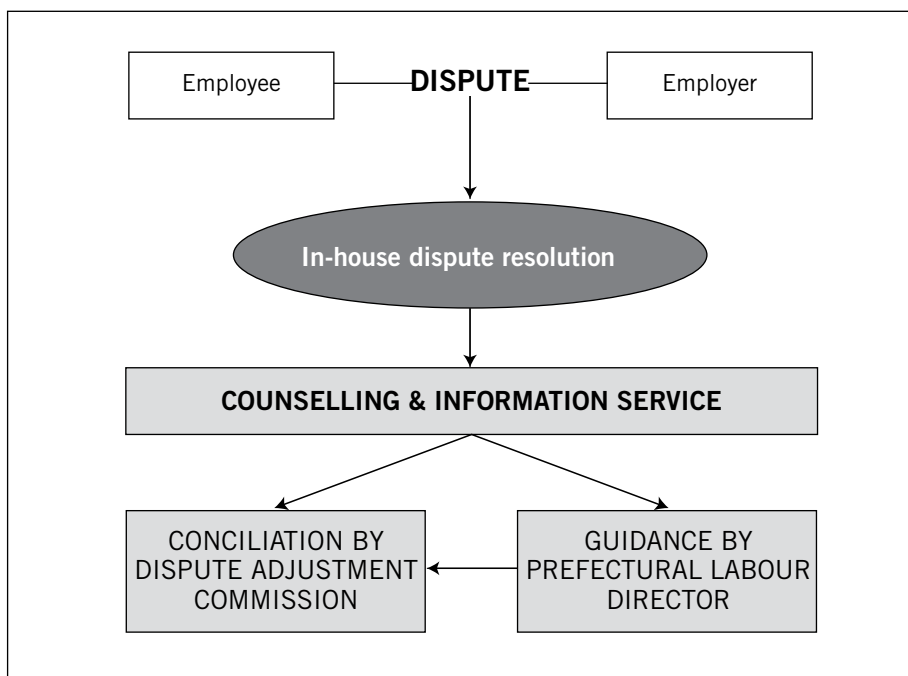 Employee
DISPUTE
Employer
In-house dispute resolution
COUNSELLING & INFORMATION SERVICE
CONCILIATION BY
DISPUTE ADJUSTMENT
COMMISSION
GUIDANCE BY
PREFECTURAL LABOUR
DIRECTOR